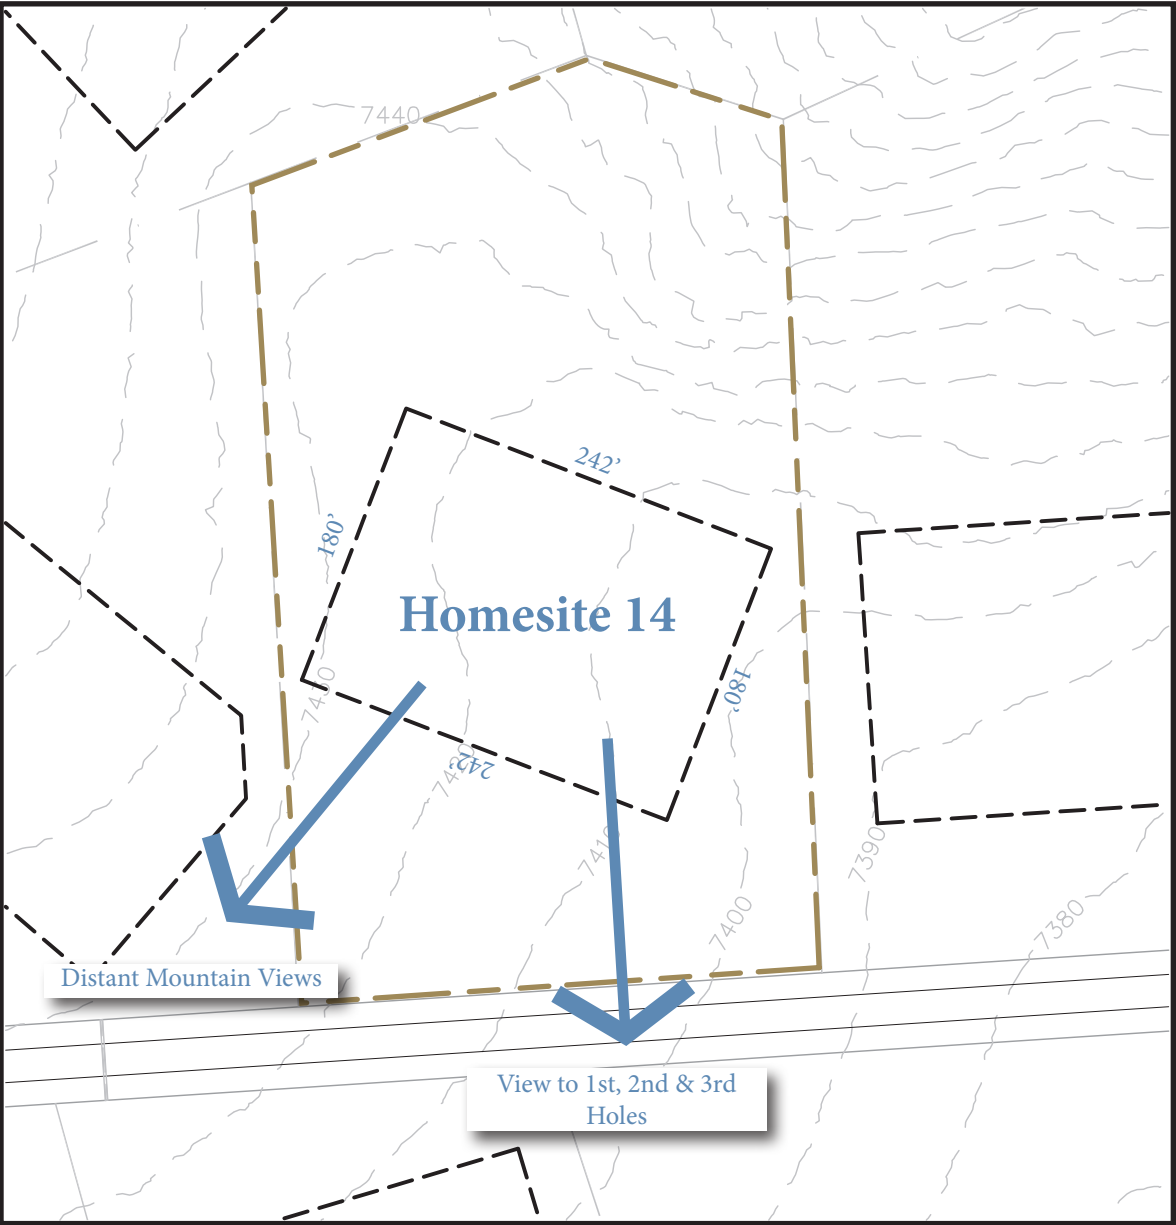 7440
242’
180’
Homesite 14
7430
180’
242’
7420
7410
7390
7400
7380
Distant Mountain Views
View to 1st, 2nd & 3rd
Holes